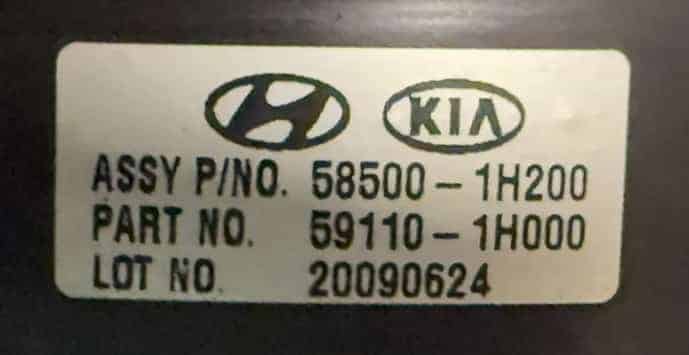 KIA
ASSY P/NO. 58500-1H200
PART NO. 59110-1H000
LOT NO. 20090624